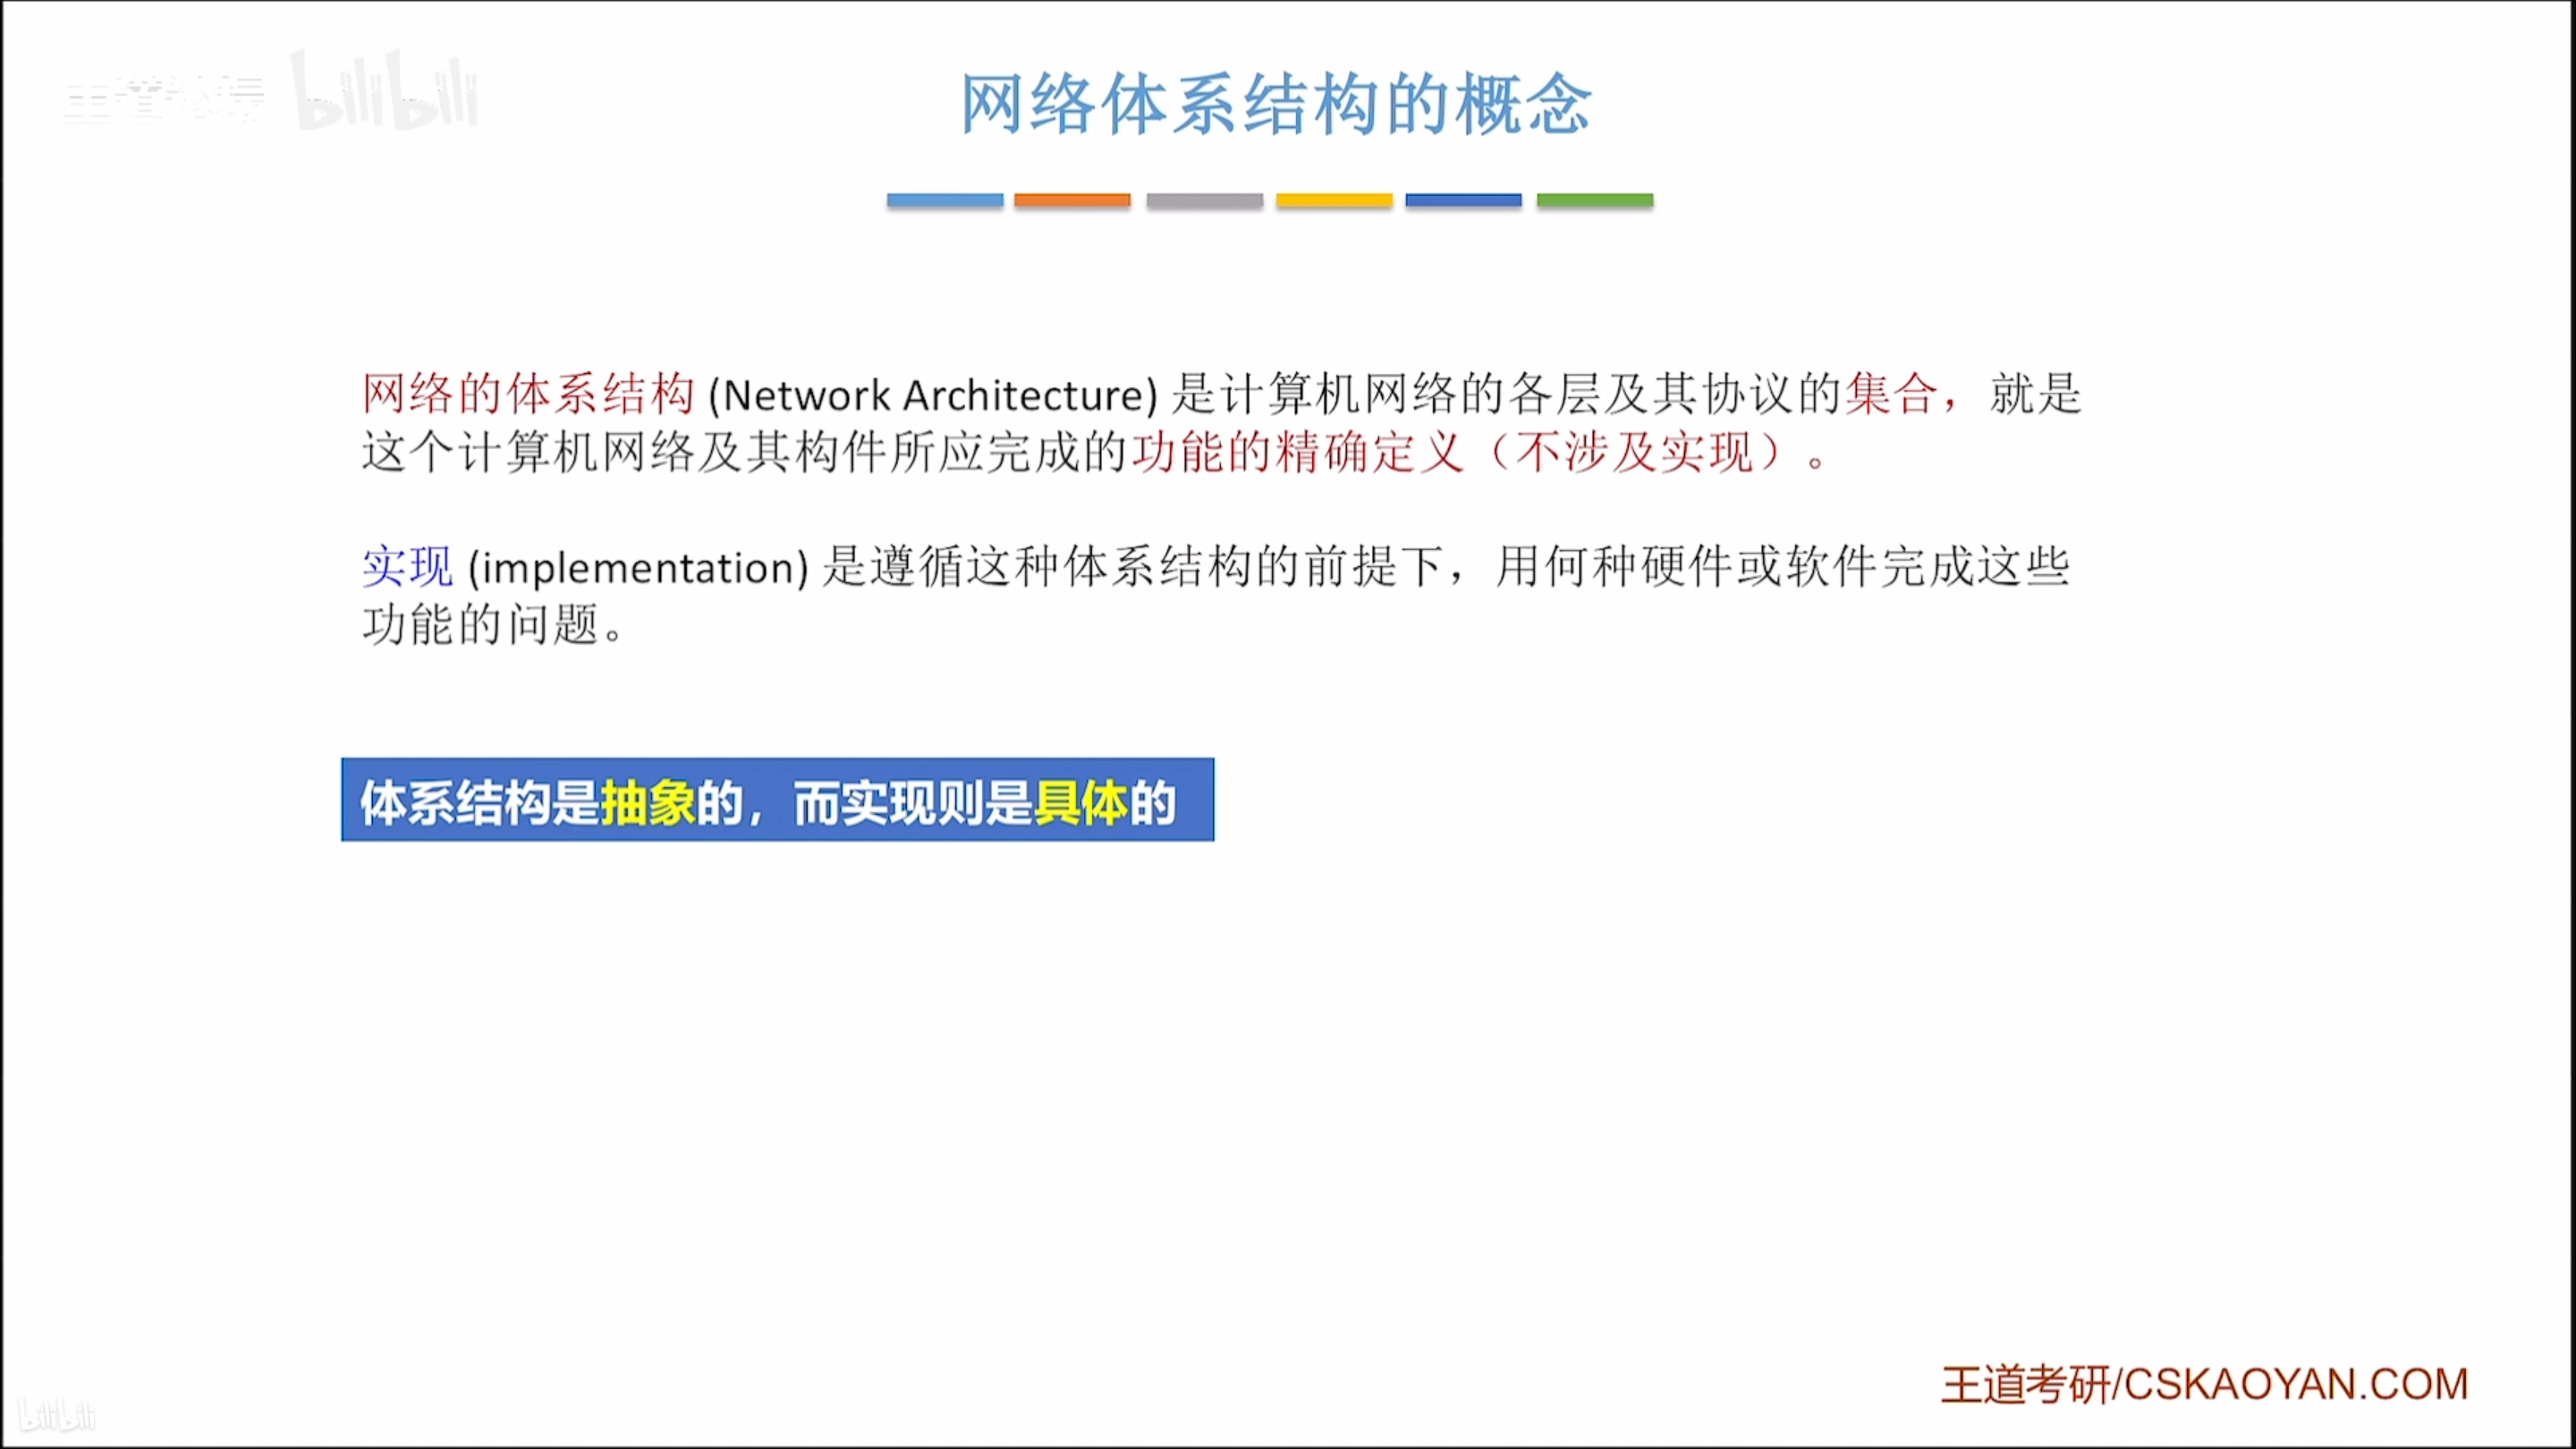 bilibili
网络体系结构的概念
网络的体系结构 (Network Architecture) 是计算机网络的各层及其协议的集合，就是
这个计算机网络及其构件所应完成的功能的精确定义（不涉及实现）。
实现 (implementation) 是遵循这种体系结构的前提下，用何种硬件或软件完成这些
功能的问题。
体系结构是抽象的，而实现则是具体的
王道考研/CSKAOYAN.COM
bilibili